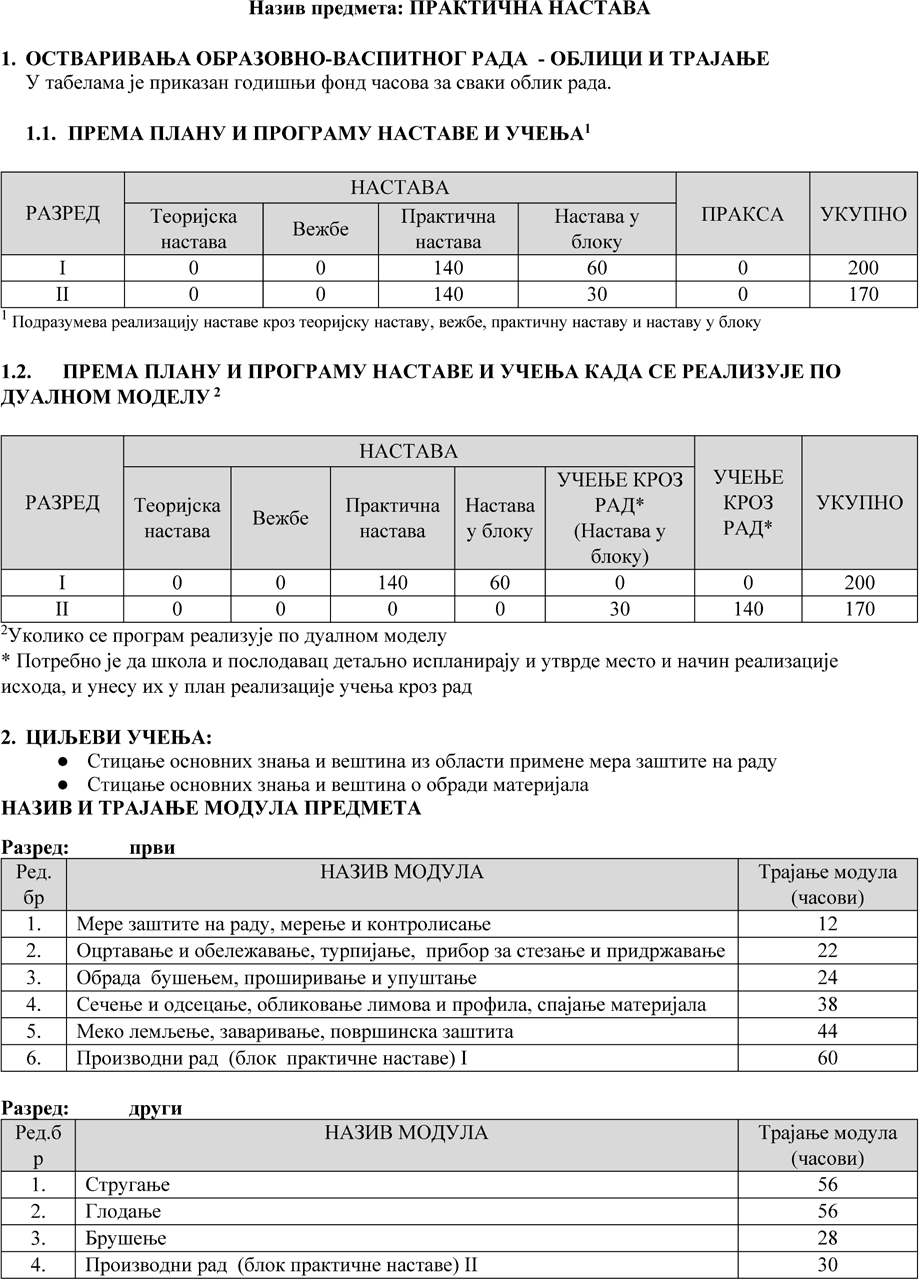 Назив предмета: ПРАКТИЧНА НАСТАВА
1. ОСТВАРИВАЊА ОБРАЗОВНО-ВАСПИТНОГ РАДА - ОБЛИЦИ И ТРАЈАЊЕ
У табелама је приказан годишњи фонд часова за сваки облик рада.
1.1. ПРЕМА ПЛАНУ И ПРОГРАМУ НАСТАВЕ И УЧЕЊА1
РАЗРЕД НАСТАВА ПРАКСА УКУПНО
Теоријска настава Вежбе Практична настава Настава у блоку
I 0 0 140 60 0 200
II 0 0 140 30 0 170
1 Подразумева реализацију наставе кроз теоријску наставу, вежбе, практичну наставу и наставу у блоку
1.2. ПРЕМА ПЛАНУ И ПРОГРАМУ НАСТАВЕ И УЧЕЊА КАДА СЕ РЕАЛИЗУЈЕ ПО
ДУАЛНОМ МОДЕЛУ 2
РАЗРЕД НАСТАВА УЧЕЊЕ КРОЗ РАД* УКУПНО
Теоријска настава Вежбе Практична настава Настава у блоку УЧЕЊЕ КРОЗ РАД* (Настава у блоку)
I 0 0 140 60 0 0 200
II 0 0 0 0 30 140 170
2Уколико се програм реализује по дуалном моделу
* Потребно је да школа и послодавац детаљно испланирају и утврде место и начин реализације
исхода, и унесу их у план реализације учења кроз рад
2. ЦИЉЕВИ УЧЕЊА:
● Стицање основних знања и вештина из области примене мера заштите на раду
● Стицање основних знања и вештина о обради материјала
НАЗИВ И ТРАЈАЊЕ МОДУЛА ПРЕДМЕТА
Разред: први
Ред. бр НАЗИВ МОДУЛА Трајање модула (часови)
1. Мере заштите на раду, мерење и контролисање 12
2. Оцртавање и обележавање, турпијање, прибор за стезање и придржавање 22
3. Обрада бушењем, проширивање и упуштање 24
4. Сечење и одсецање, обликовање лимова и профила, спајање материјала 38
5. Меко лемљење, заваривање, површинска заштита 44
6. Производни рад (блок практичне наставе) I 60
Разред: други
Ред.б р НАЗИВ МОДУЛА Трајање модула (часови)
1. Стругање 56
2. Глодање 56
3. Брушење 28
4. Производни рад (блок практичне наставе) II 30